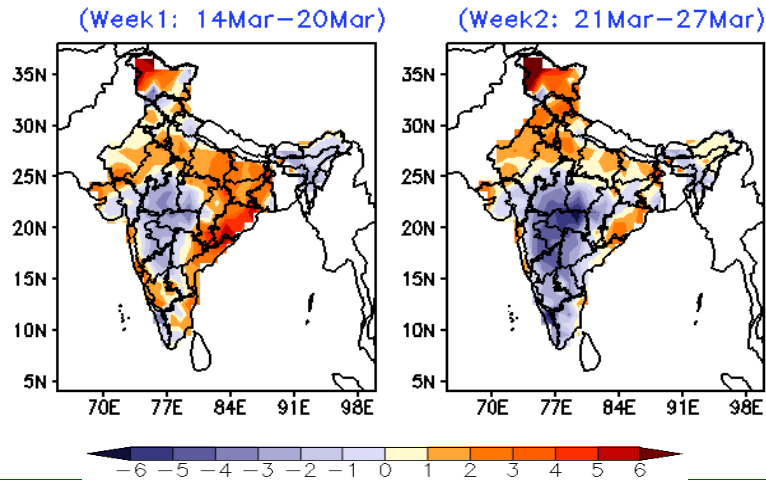 (Week1: 14Mar−20Mar)
(Week2: 21Mar−27Mar)
35N
30N
25N
20N
15N
10N
5N
70E 77E 84E 91E 98E
35N
30N
25N
20N
15N
10N
5N
70E 77E 84E 91E 98E
−6 −5 −4 −3 −2 −1 0 1 2 3 4 5 6